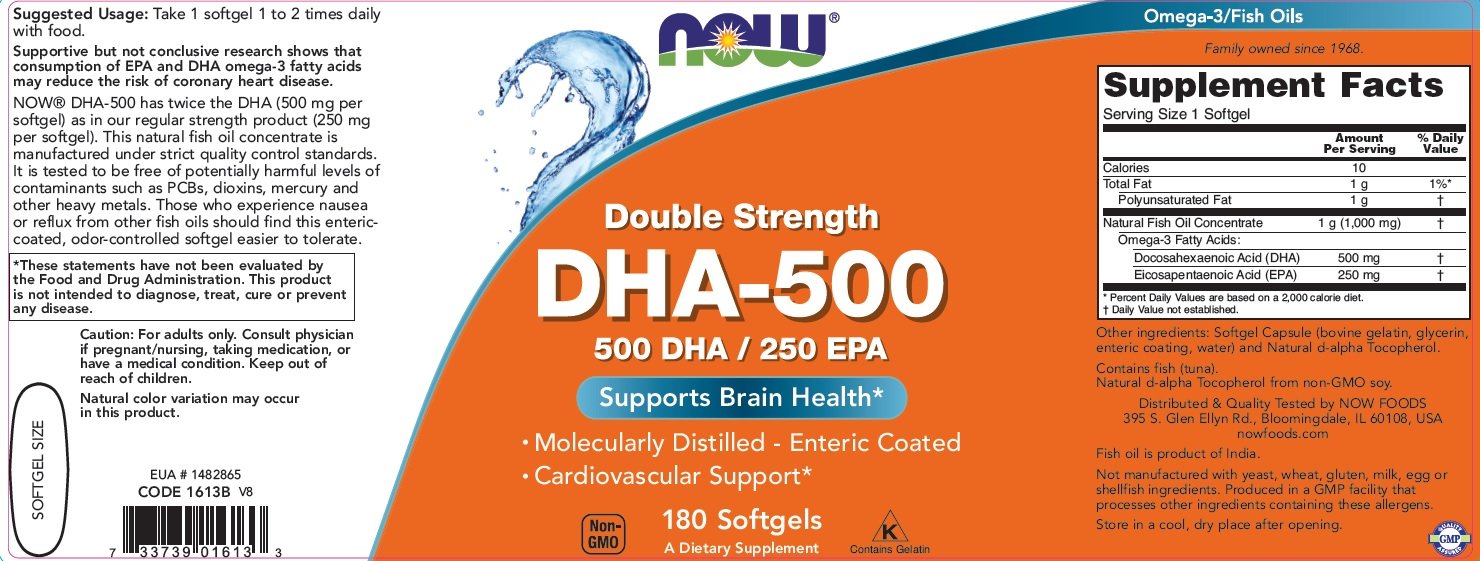 Suggested Usage: Take 1 softgel 1 to 2 times daily
with food.
Supportive but not conclusive research shows that
consumption of EPA and DHA omega-3 fatty acids
may reduce the risk of coronary heart disease.
NOW® DHA-500 has twice the DHA (500 mg per
softgel) as in our regular strength product (250 mg
per softgel). This natural fish oil concentrate is
manufactured under strict quality control standards.
It is tested to be free of potentially harmful levels of
contaminants such as PCBs, dioxins, mercury and
other heavy metals. Those who experience nausea
or reflux from other fish oils should find this enteric-
coated, odor-controlled softgel easier to tolerate.
*These statements have not been evaluated by
the Food and Drug Administration. This product
is not intended to diagnose, treat, cure or prevent
any disease.
Caution: For adults only. Consult physician
if pregnant/nursing, taking medication, or
have a medical condition. Keep out of
reach of children.
Natural color variation may occur
in this product.
SOFTGEL SIZE
EUA # 1482865
CODE 1613B V8
7 33739 01613 3
now®
Double Strength
DHA-500
500 DHA / 250 EPA
Supports Brain Health*
• Molecularly Distilled - Enteric Coated
• Cardiovascular Support*
Non-
GMO
180 Softgels
A Dietary Supplement
K
Contains Gelatin
Omega-3/Fish Oils
Family owned since 1968.
Supplement Facts
Serving Size 1 Softgel
Amount Per Serving % Daily Value
Calories 10
Total Fat 1 g 1%*
Polyunsaturated Fat 1 g †
Natural Fish Oil Concentrate 1 g (1,000 mg) †
Omega-3 Fatty Acids:
Docosahexaenoic Acid (DHA) 500 mg †
Eicosapentaenoic Acid (EPA) 250 mg †
* Percent Daily Values are based on a 2,000 calorie diet.
† Daily Value not established.
Other ingredients: Softgel Capsule (bovine gelatin, glycerin,
enteric coating, water) and Natural d-alpha Tocopherol.
Contains fish (tuna).
Natural d-alpha Tocopherol from non-GMO soy.
Distributed & Quality Tested by NOW FOODS
395 S. Glen Ellyn Rd., Bloomingdale, IL 60108, USA
nowfoods.com
Fish oil is product of India.
Not manufactured with yeast, wheat, gluten, milk, egg or
shellfish ingredients. Produced in a GMP facility that
processes other ingredients containing these allergens.
Store in a cool, dry place after opening.
QUALITY
GMP
ASSURED